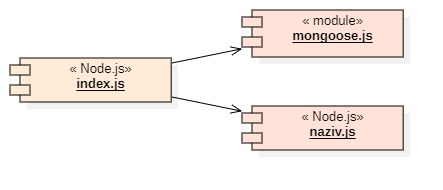 « Node.js»
index.js
« module»
mongoose.js
« Node.js»
naziv.js